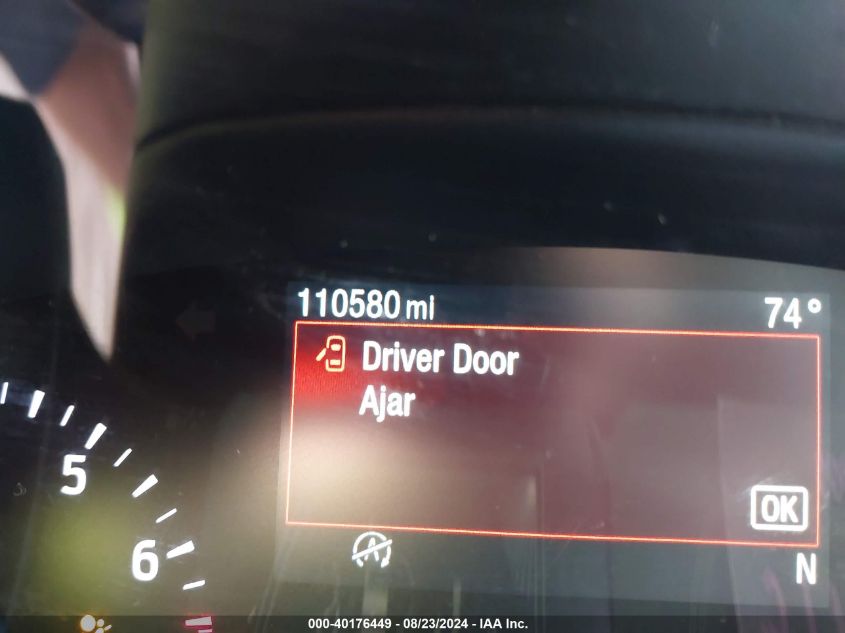 110580 mi 74°
Driver Door
Ajar
5
OK
6
A
N
000-40176449 - 08/23/2024 - IAA Inc.